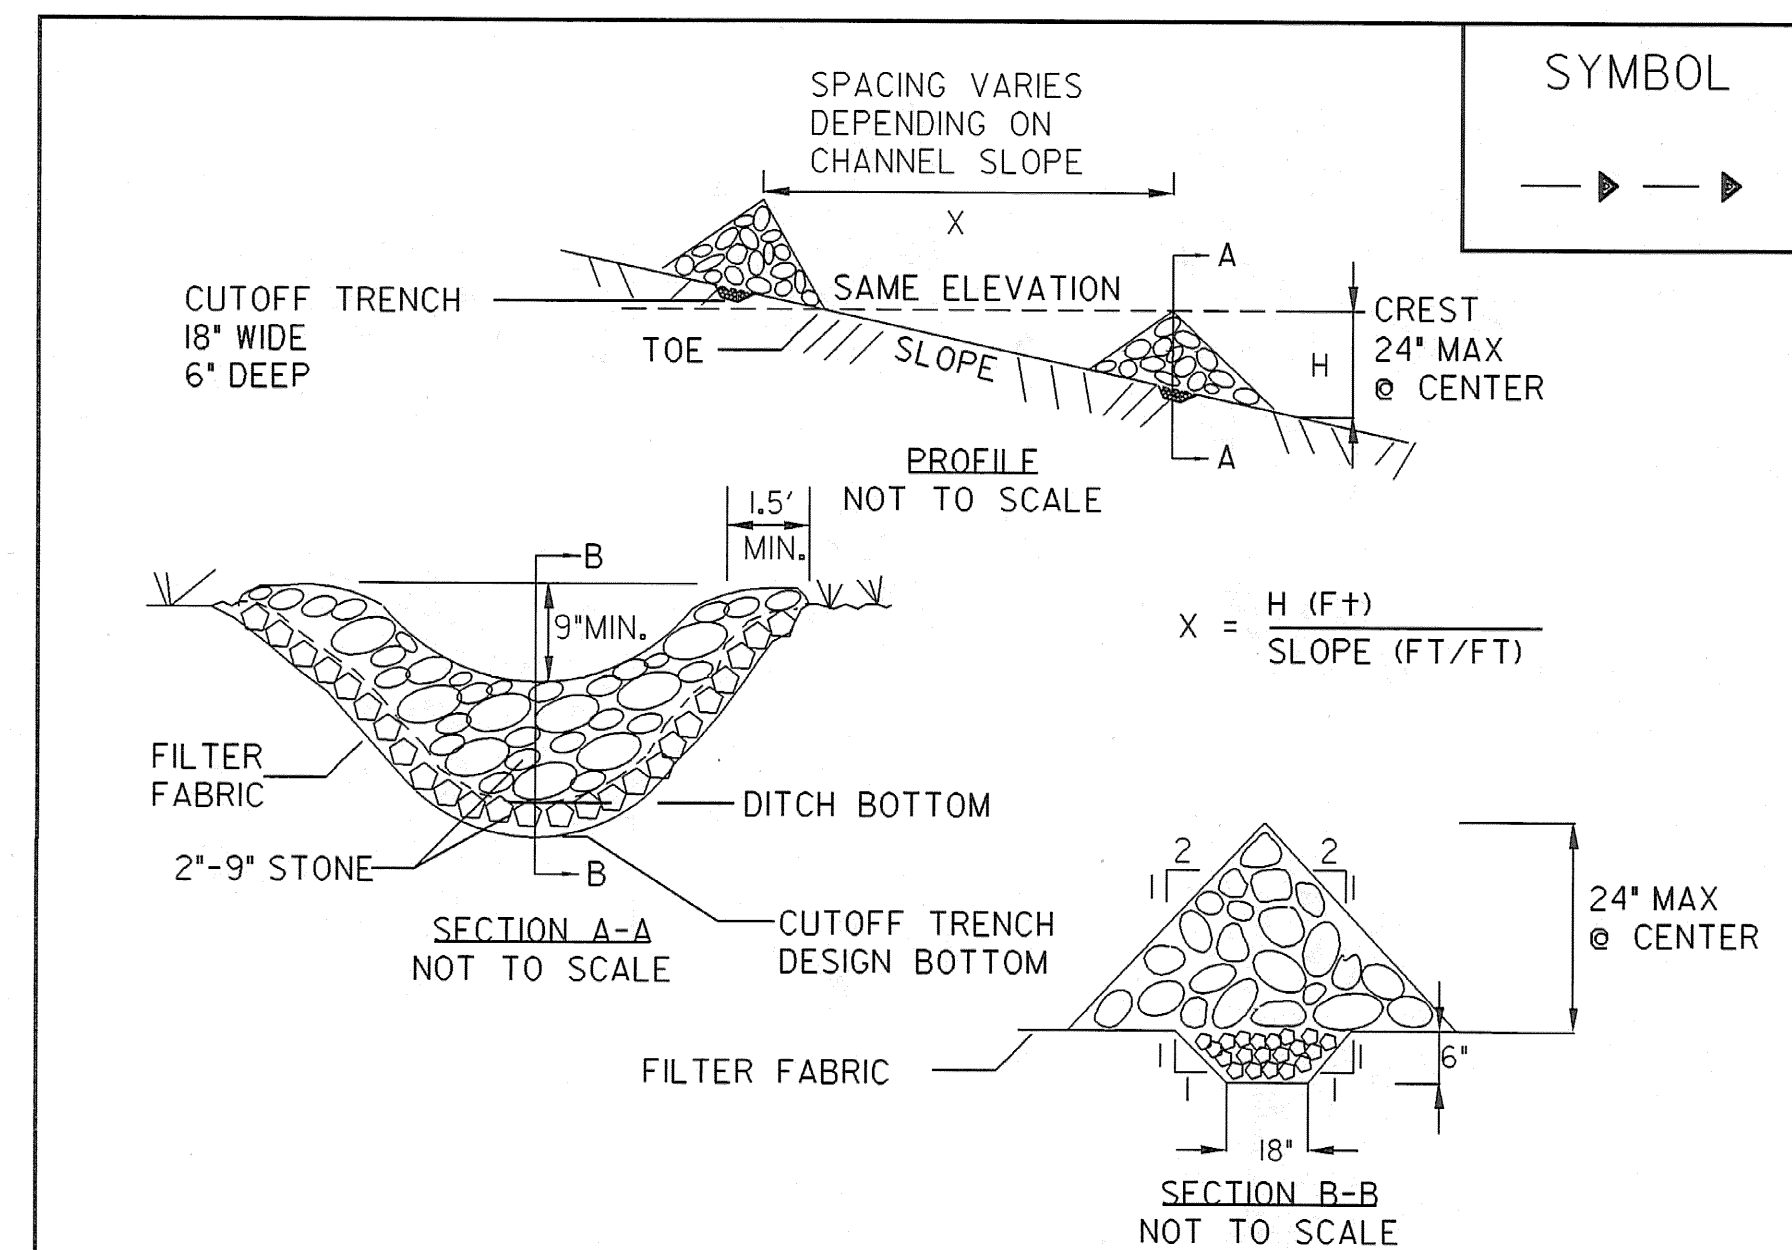 SYMBOL
SPACING VARIES
DEPENDING ON
CHANNEL SLOPE
X
A
CUTOFF TRENCH
18" WIDE
6" DEEP
SAME ELEVATION
TOE
SLOPE
H
CREST
24" MAX
@ CENTER
A
PROFILE
NOT TO SCALE
1.5'
MIN.
B
9" MIN.
X = H (Ft)
SLOPE (FT/FT)
FILTER
FABRIC
DITCH BOTTOM
2"-9" STONE
B
SECTION A-A
NOT TO SCALE
CUTOFF TRENCH
DESIGN BOTTOM
2
1
2
1
24" MAX
@ CENTER
FILTER FABRIC
1
1
1
1
6"
18"
SECTION B-B
NOT TO SCALE